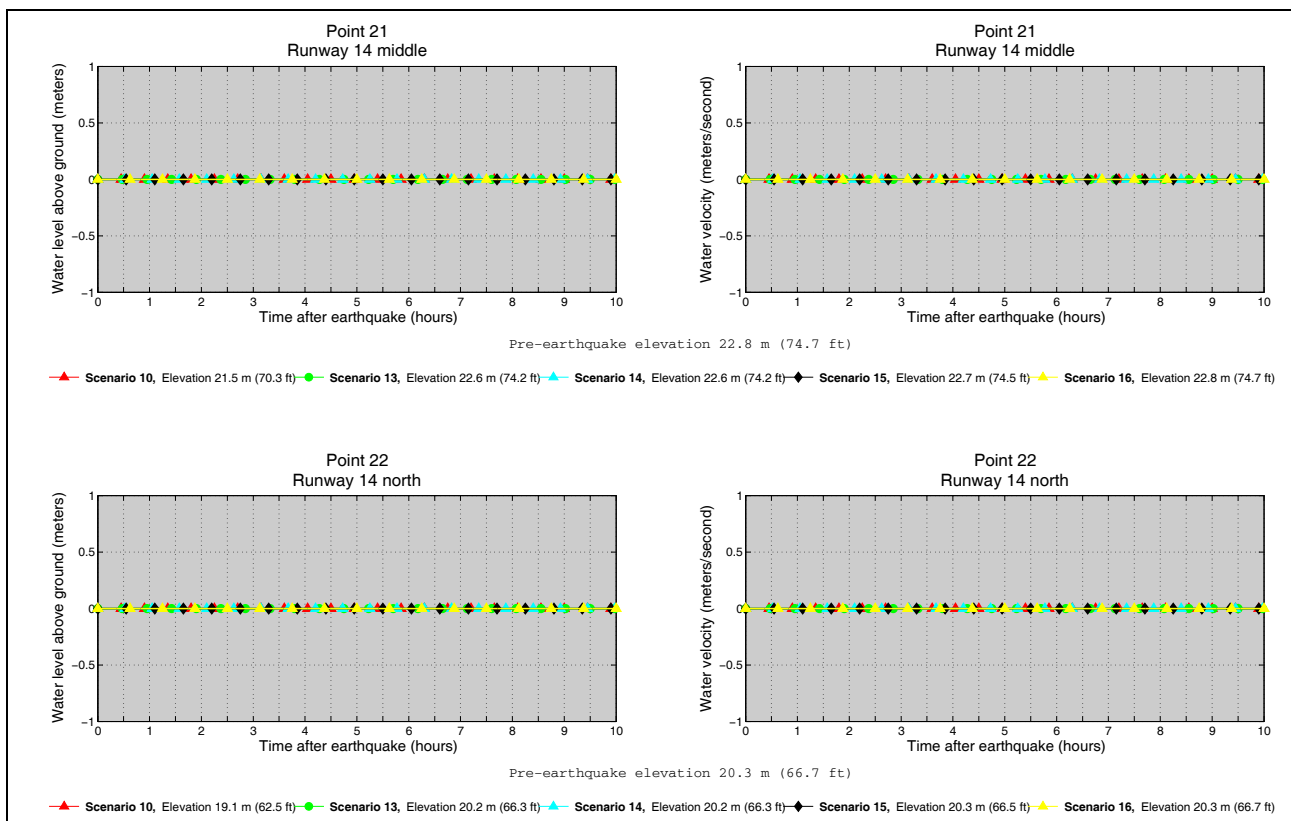 Point 21
Runway 14 middle
Water level above ground (meters)
1
0.5
0
−0.5
−1
0 1 2 3 4 5 6 7 8 9 10
Time after earthquake (hours)
Point 21
Runway 14 middle
Water velocity (meters/second)
1
0.5
0
−0.5
−1
0 1 2 3 4 5 6 7 8 9 10
Time after earthquake (hours)
Pre-earthquake elevation 22.8 m (74.7 ft)
Scenario 10, Elevation 21.5 m (70.3 ft) Scenario 13, Elevation 22.6 m (74.2 ft) Scenario 14, Elevation 22.6 m (74.2 ft) Scenario 15, Elevation 22.7 m (74.5 ft) Scenario 16, Elevation 22.8 m (74.7 ft)
Point 22
Runway 14 north
Water level above ground (meters)
1
0.5
0
−0.5
−1
0 1 2 3 4 5 6 7 8 9 10
Time after earthquake (hours)
Point 22
Runway 14 north
Water velocity (meters/second)
1
0.5
0
−0.5
−1
0 1 2 3 4 5 6 7 8 9 10
Time after earthquake (hours)
Pre-earthquake elevation 20.3 m (66.7 ft)
Scenario 10, Elevation 19.1 m (62.5 ft) Scenario 13, Elevation 20.2 m (66.3 ft) Scenario 14, Elevation 20.2 m (66.3 ft) Scenario 15, Elevation 20.3 m (66.5 ft) Scenario 16, Elevation 20.3 m (66.7 ft)